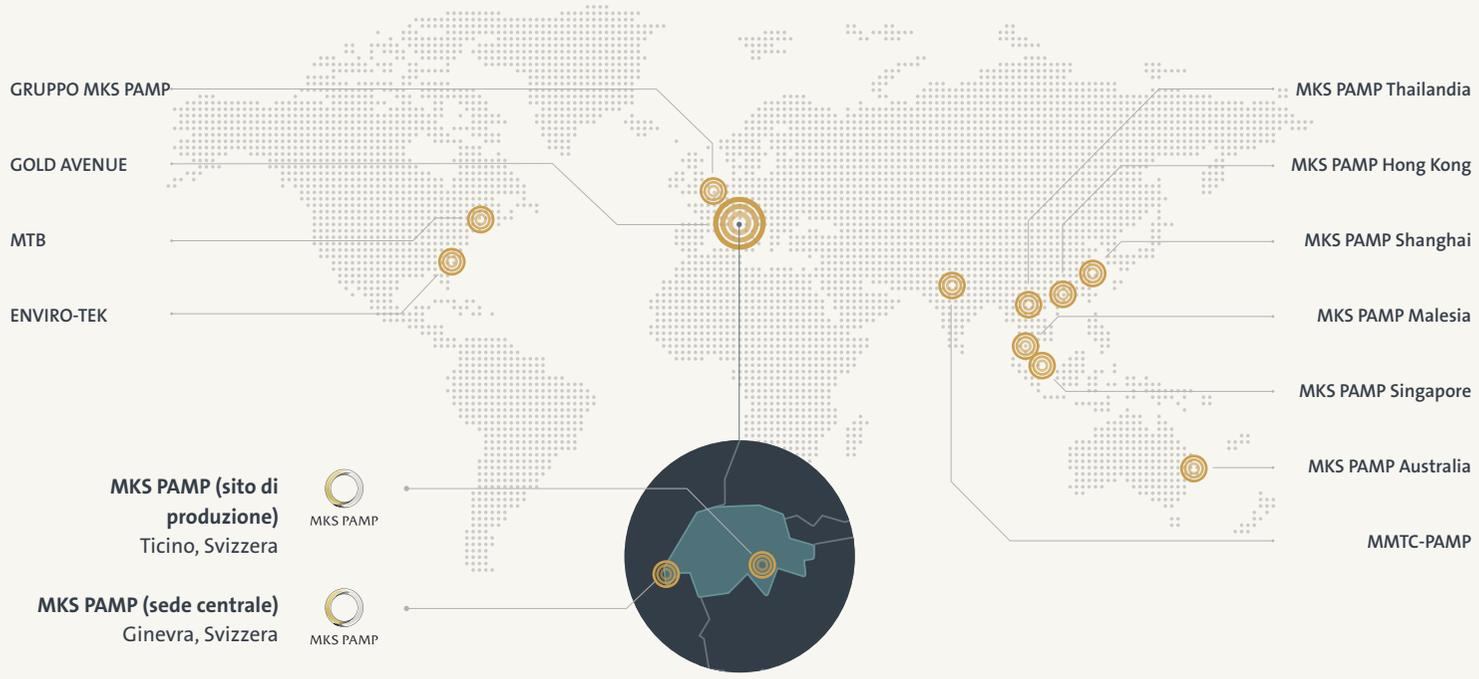 GRUPPO MKS PAMP
GOLD AVENUE
MTB
ENVIRO-TEK
MKS PAMP Thailandia
MKS PAMP Hong Kong
MKS PAMP Shanghai
MKS PAMP Malesia
MKS PAMP Singapore
MKS PAMP Australia
MMTC-PAMP
MKS PAMP (sito di
produzione)
Ticino, Svizzera
MKS PAMP
MKS PAMP (sede centrale)
Ginevra, Svizzera
MKS PAMP